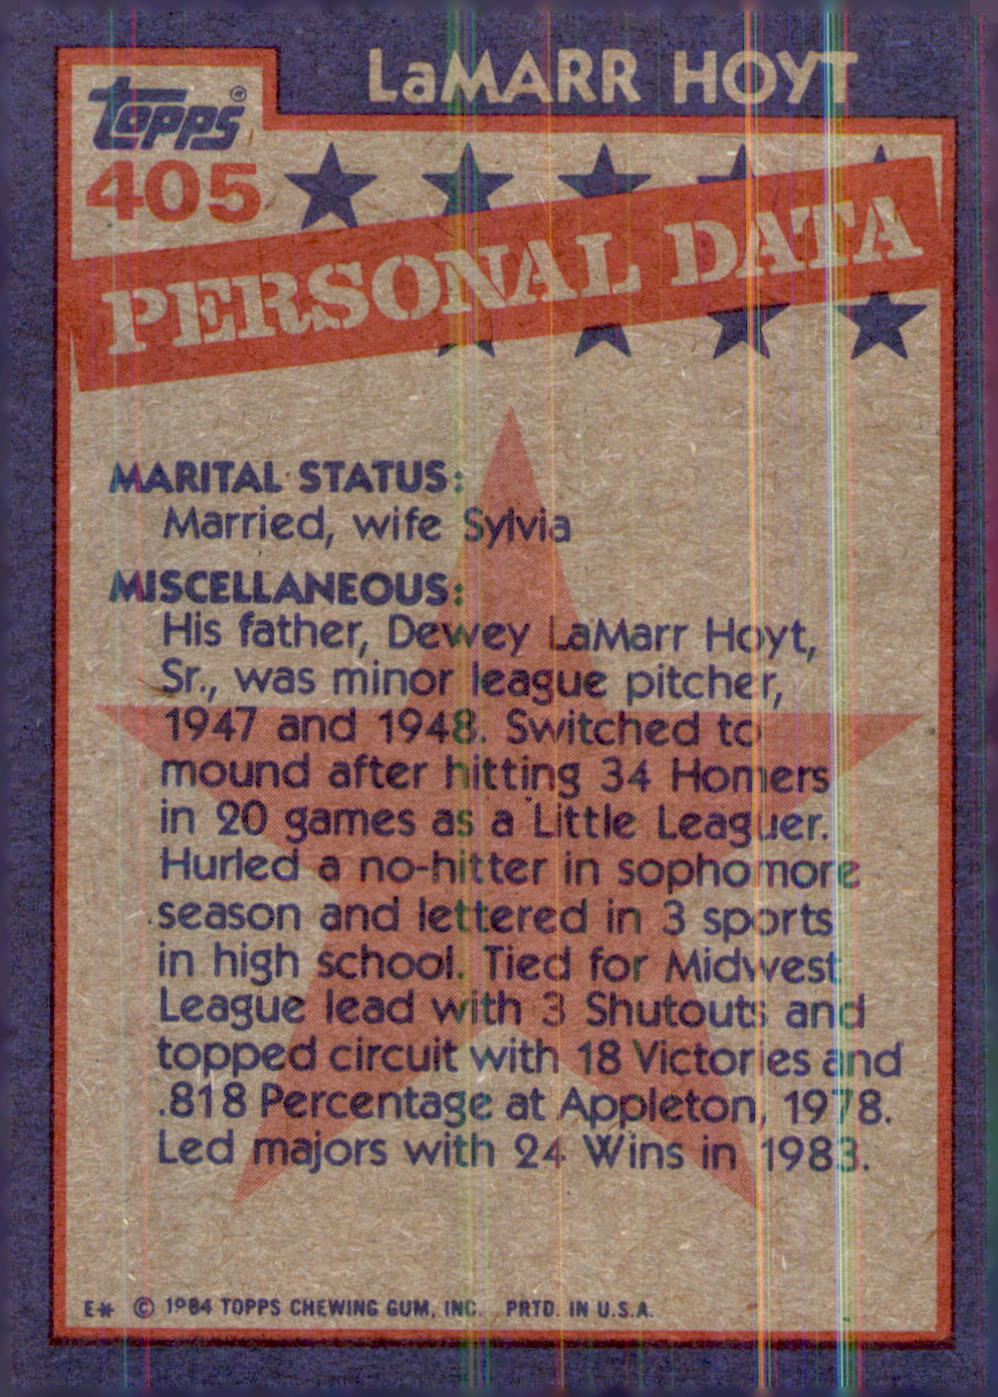 LaMARR HOYT
topps®
405
PERSONAL DATA
MARITAL STATUS:
Married, wife Sylvia
MISCELLANEOUS:
His father, Dewey LaMarr Hoyt,
Sr., was minor league pitcher,
1947 and 1948. Switched to
mound after hitting 34 Homers
in 20 games as a Little Leaguer.
Hurled a no-hitter in sophomore
season and lettered in 3 sports
in high school. Tied for Midwest
League lead with 3 Shutouts and
topped circuit with 18 Victories and
.818 Percentage at Appleton, 1978.
Led majors with 24 Wins in 1983.
E* © 1984 TOPPS CHEWING GUM, INC. PRTD. IN U.S.A.